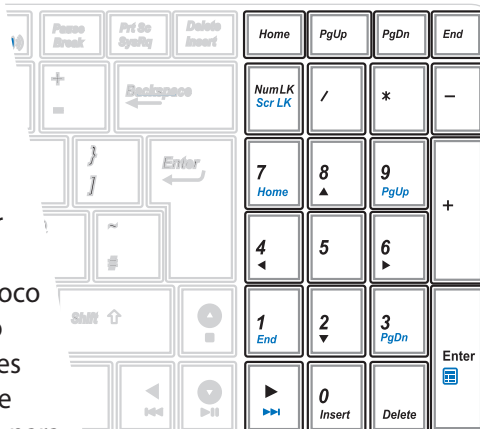 Pause Prt Sc Delete Home PgUp PgDn End
Break SysRq Insert
+ Backspace NumLK / * -
- Scr LK
} Enter 7 8 9
] Home PgUp +
~ 4 5 6
#
oco
Shift 1 2 3
End PgDn
es Enter
e 0
Insert Delete